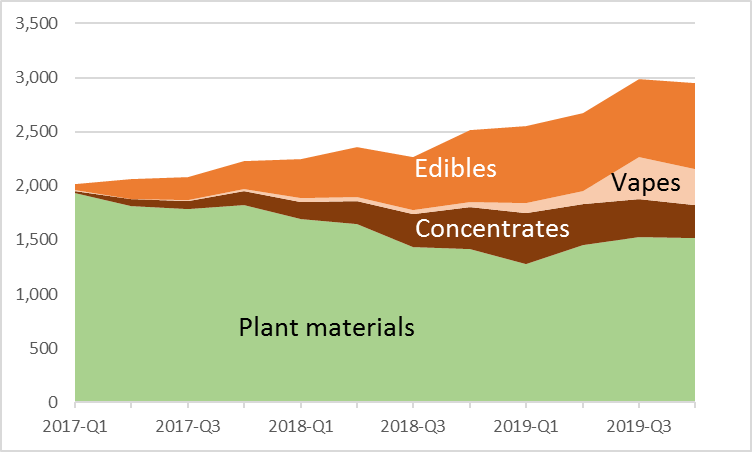 3,500
3,000
2,500
2,000
1,500
1,000
500
0
Edibles
Vapes
Concentrates
Plant materials
2017-Q1 2017-Q3 2018-Q1 2018-Q3 2019-Q1 2019-Q3